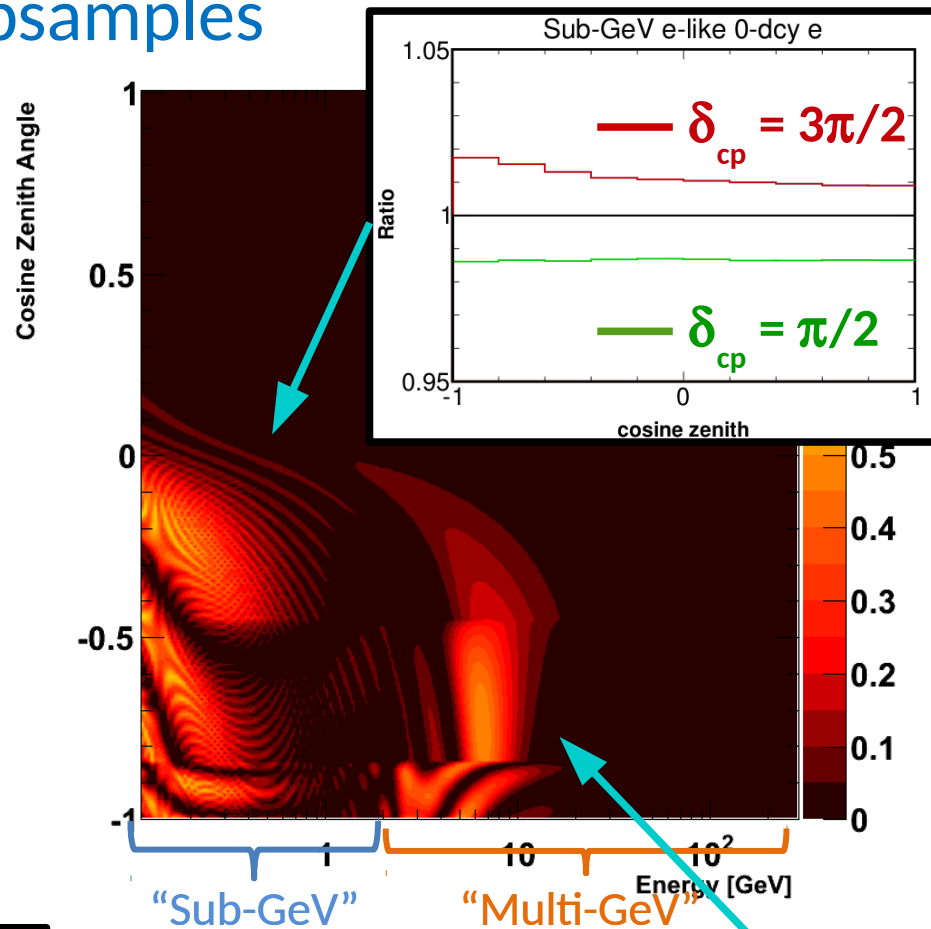 Sub-GeV e-like 0-dcy e
1.05
δcp = 3π/2
Ratio
1
δcp = π/2
0.95
-1 0 1
cosine zenith
Cosine Zenith Angle
1
0.5
0
-0.5
-1
0.5
0.4
0.3
0.2
0.1
0
1 10 10²
Energy [GeV]
“Sub-GeV” “Multi-GeV”